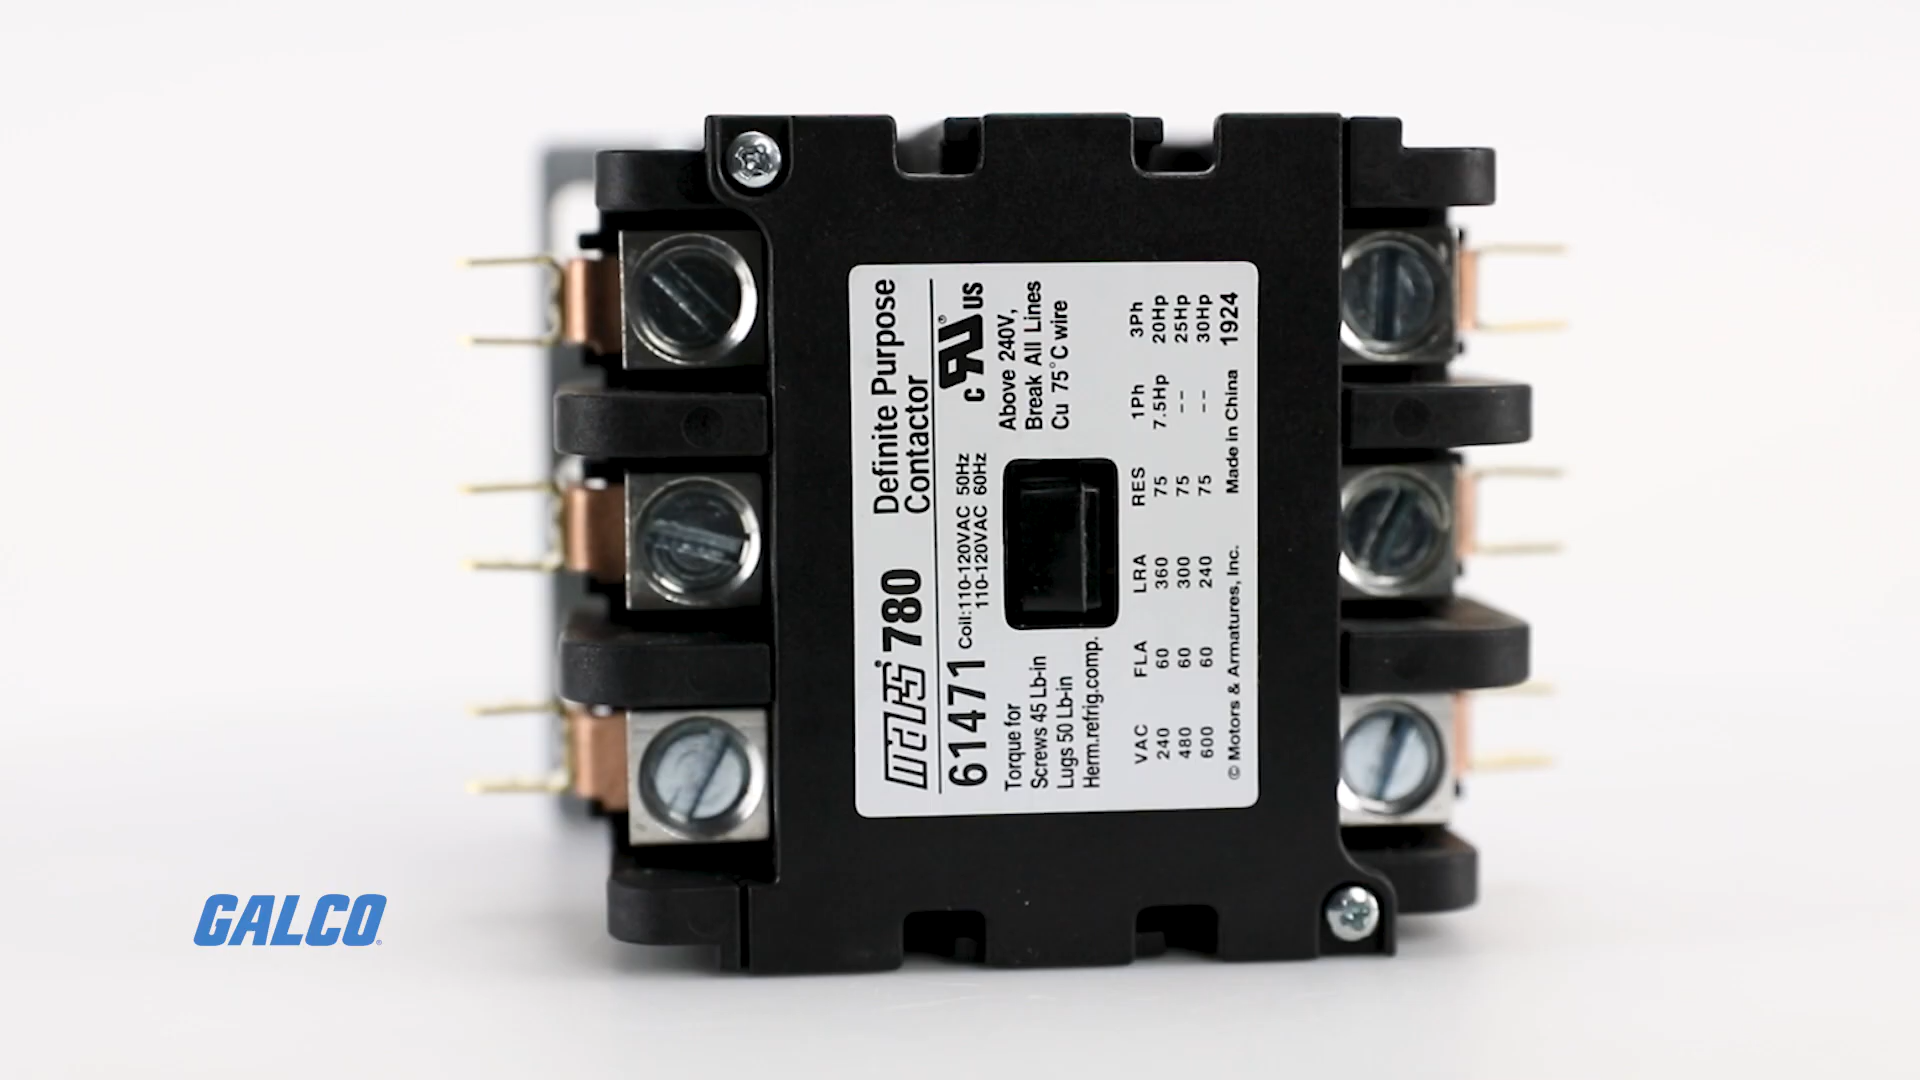 mars® 780 Definite Purpose
Contactor
61471 Coil:110-120VAC 50Hz
110-120VAC 60Hz
c RU® US
Torque for
Screws 45 Lb-in
Lugs 50 Lb-in
Herm.refrig.comp.
Above 240V,
Break All Lines
Cu 75°C wire
VAC FLA LRA RES 1Ph 3Ph
240 60 360 75 7.5Hp 20Hp
480 60 300 75 -- 25Hp
600 60 240 75 -- 30Hp
© Motors & Armatures, Inc. Made in China 1924
GALCO®